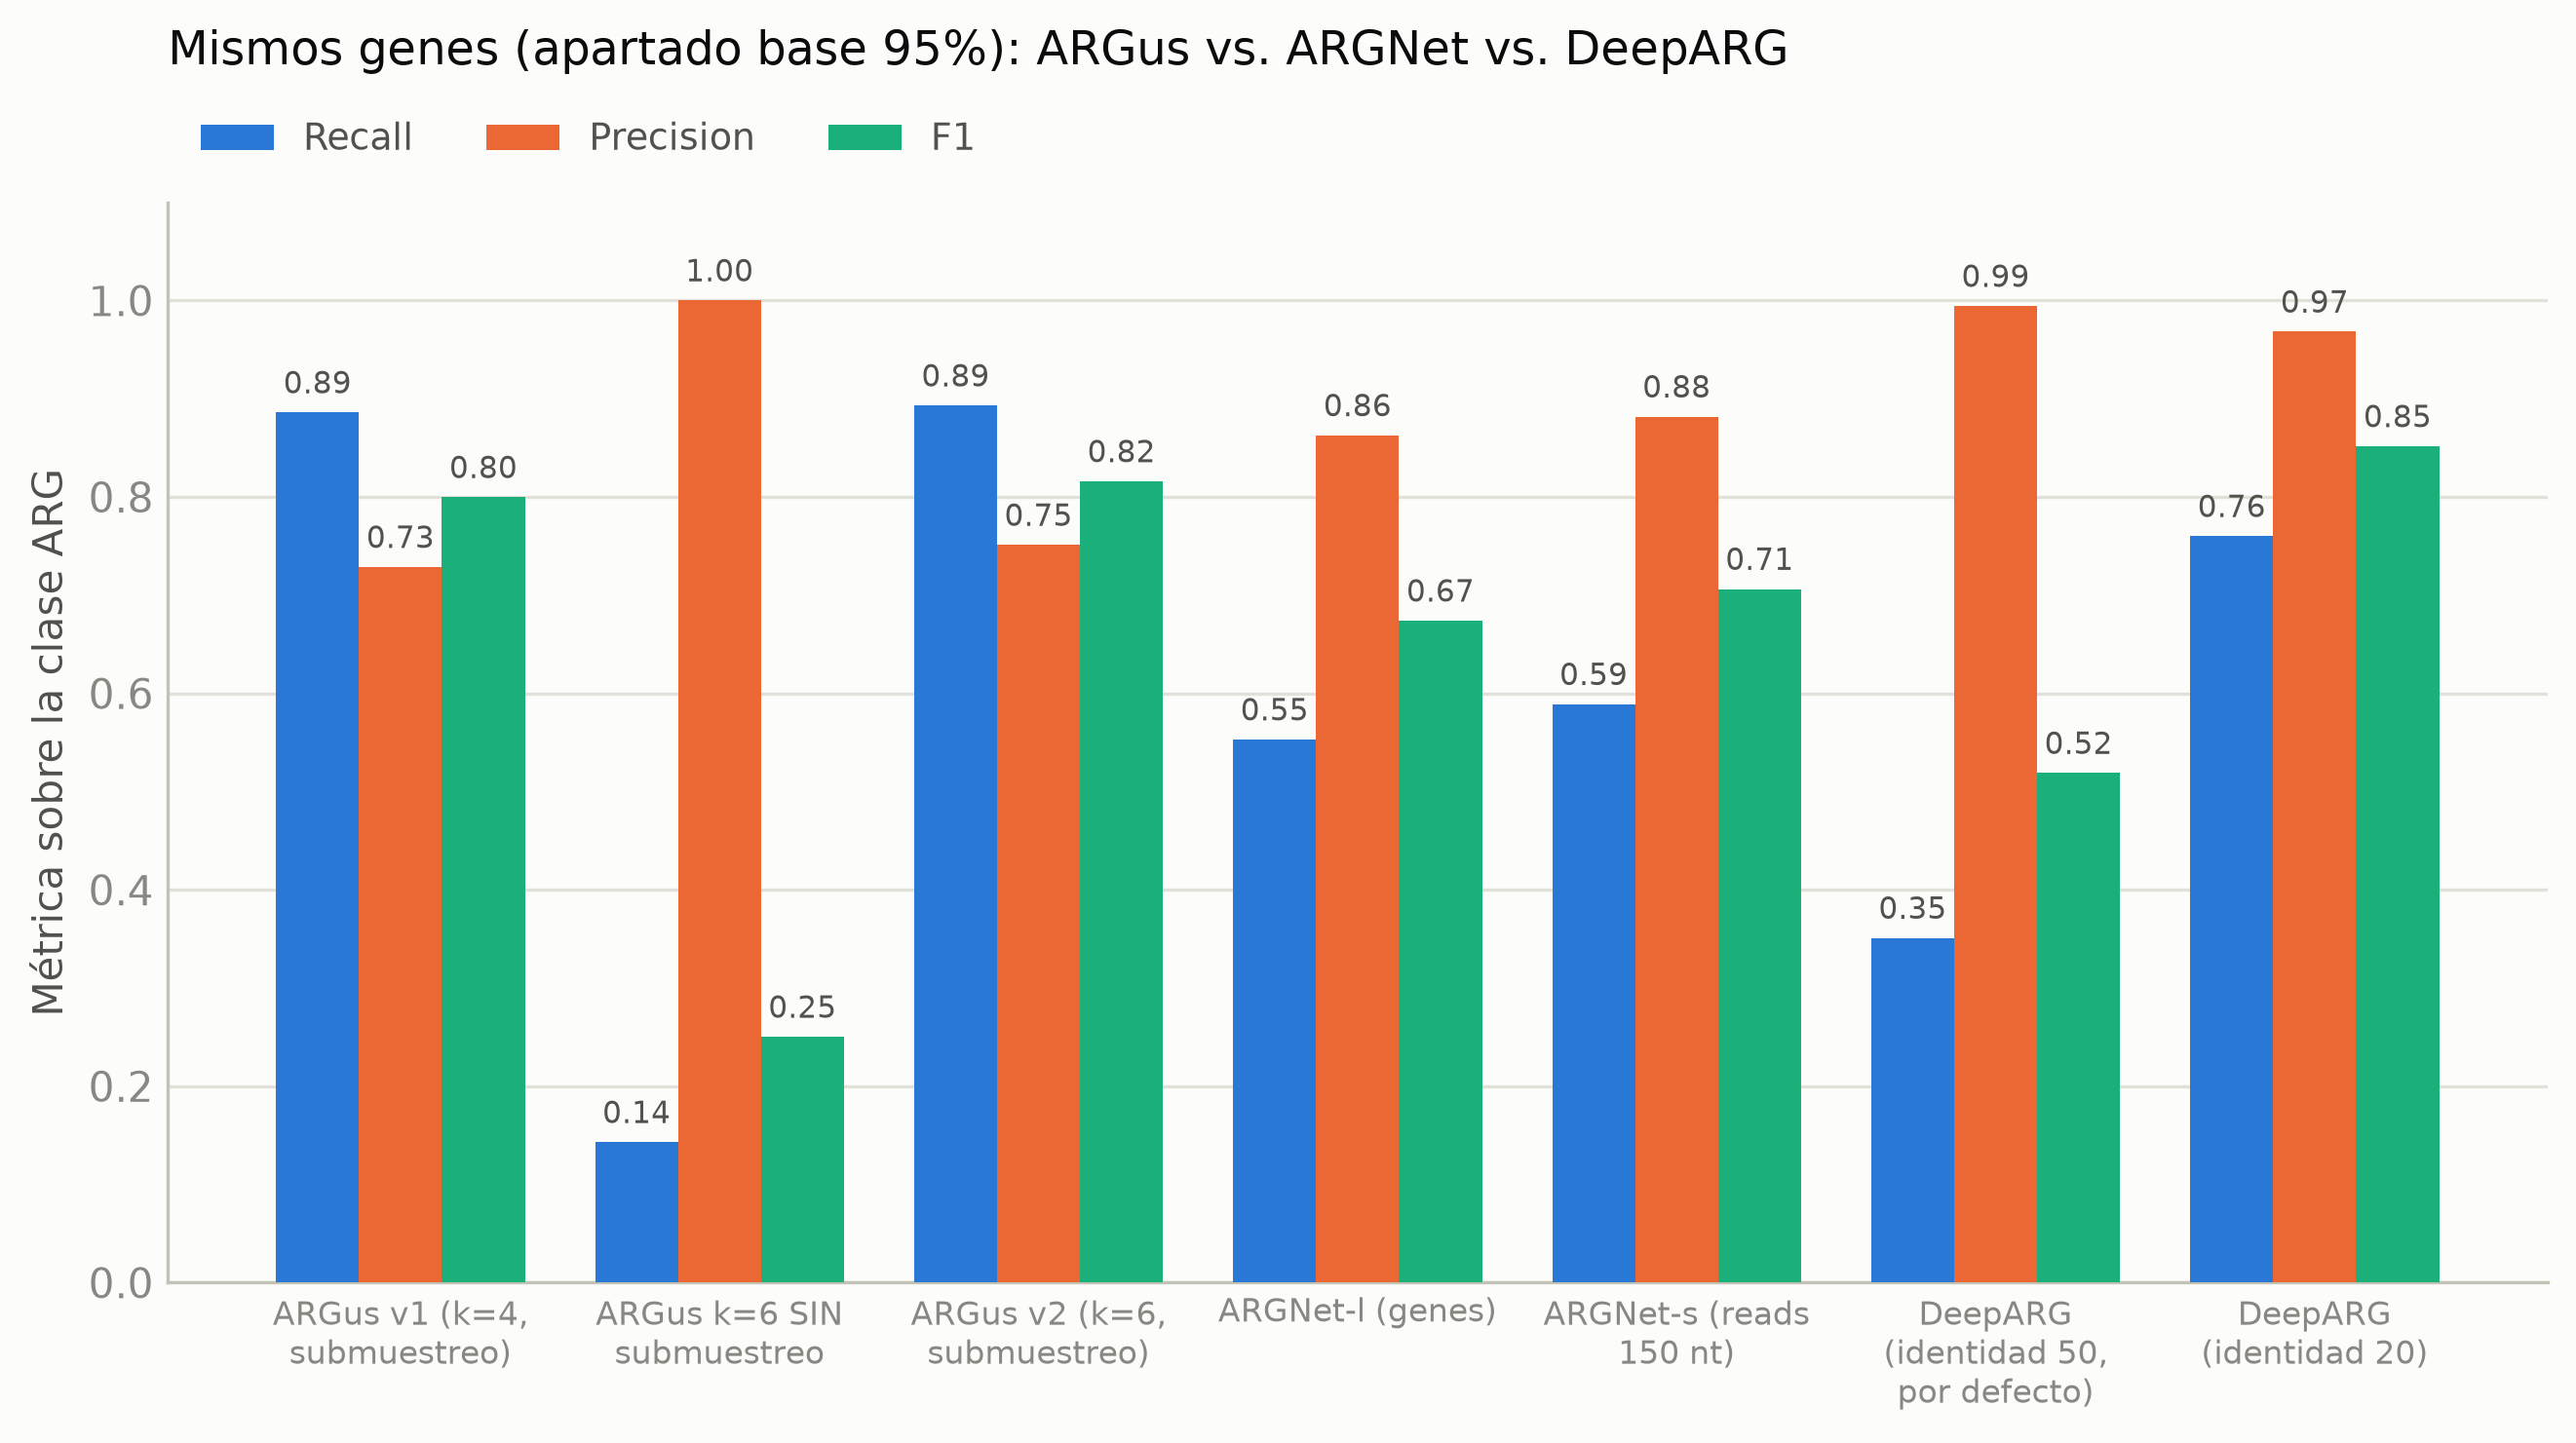 Mismos genes (apartado base 95%): ARGus vs. ARGNet vs. DeepARG
Recall
Precision
F1
Métrica sobre la clase ARG
1.0
0.8
0.6
0.4
0.2
0.0
0.89
0.73
0.80
0.14
1.00
0.25
0.89
0.75
0.82
0.55
0.86
0.67
0.59
0.88
0.71
0.35
0.99
0.52
0.76
0.97
0.85
ARGus v1 (k=4,
submuestreo)
ARGus k=6 SIN
submuestreo
ARGus v2 (k=6,
submuestreo)
ARGNet-l (genes)
ARGNet-s (reads
150 nt)
DeepARG
(identidad 50,
por defecto)
DeepARG
(identidad 20)